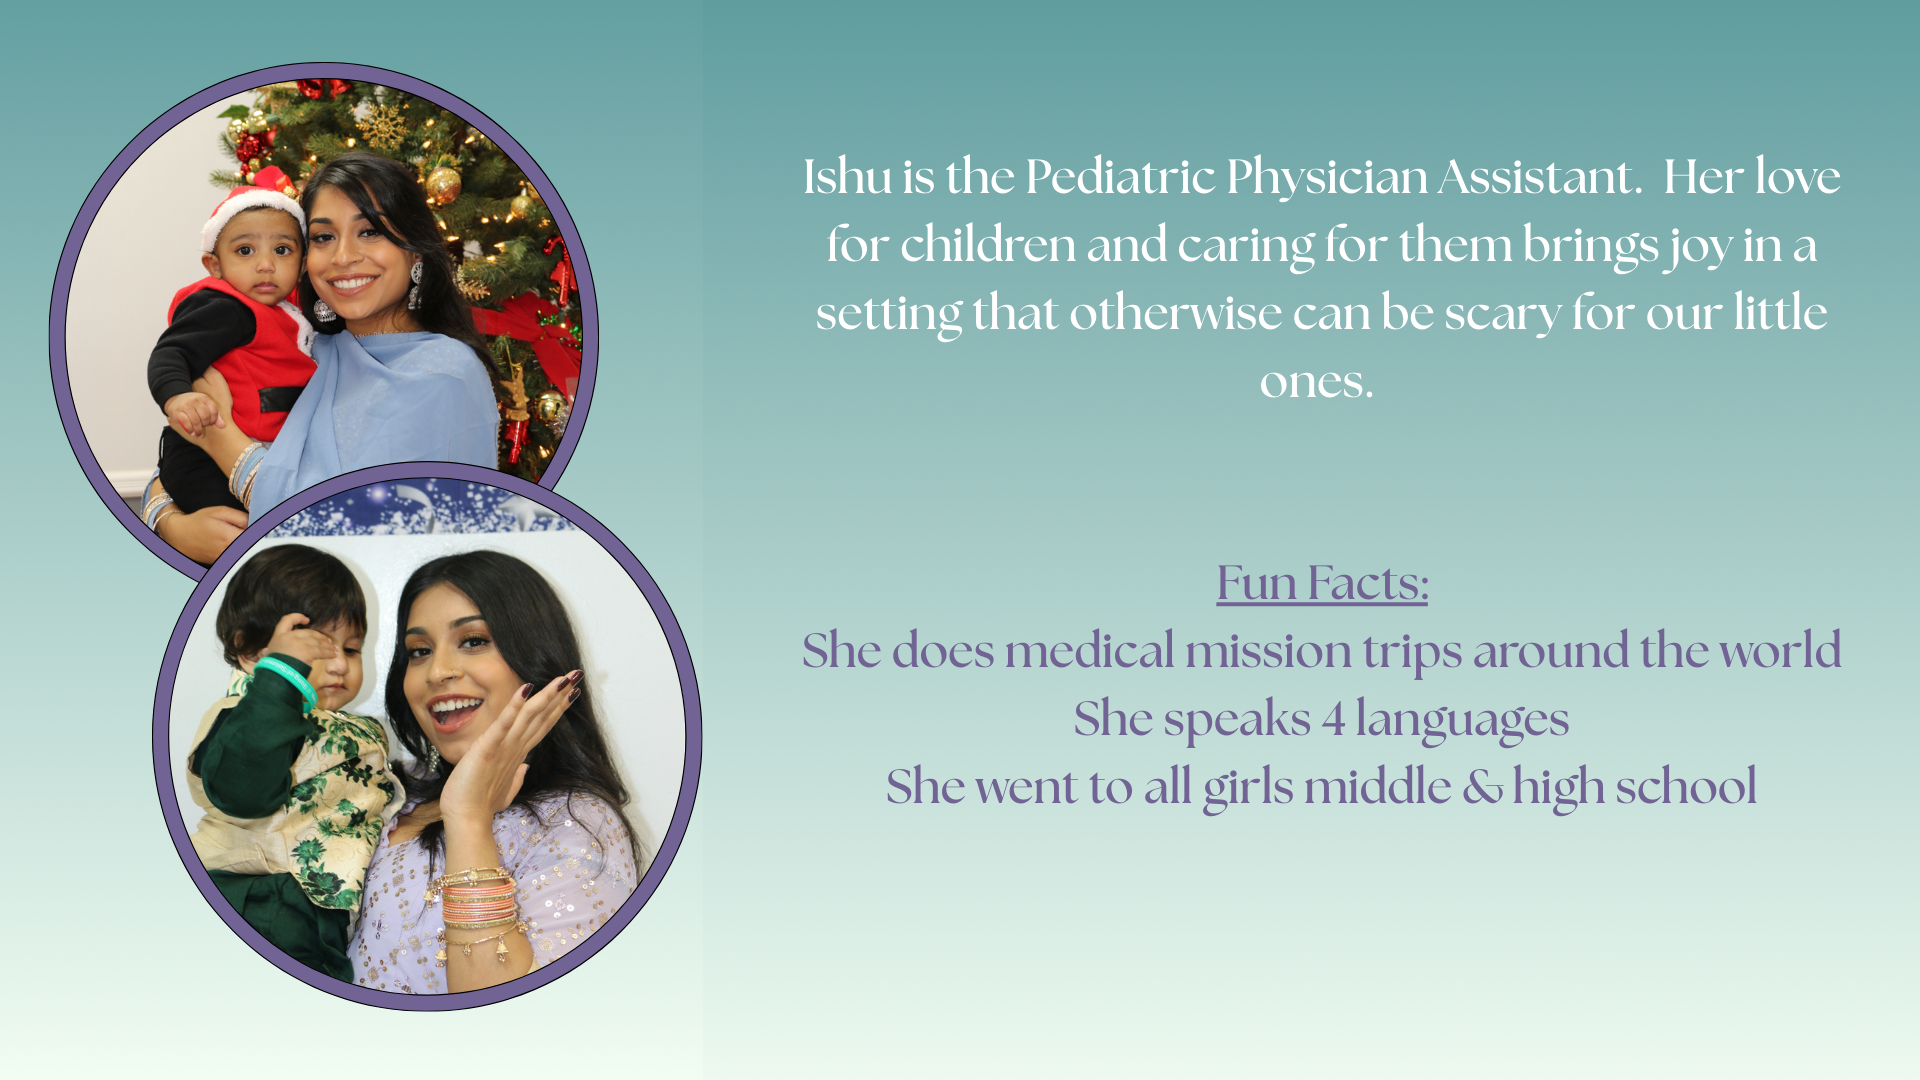 Ishu is the Pediatric Physician Assistant.  Her love
for children and caring for them brings joy in a
setting that otherwise can be scary for our little
ones.
Fun Facts:
She does medical mission trips around the world
She speaks 4 languages
She went to all girls middle & high school